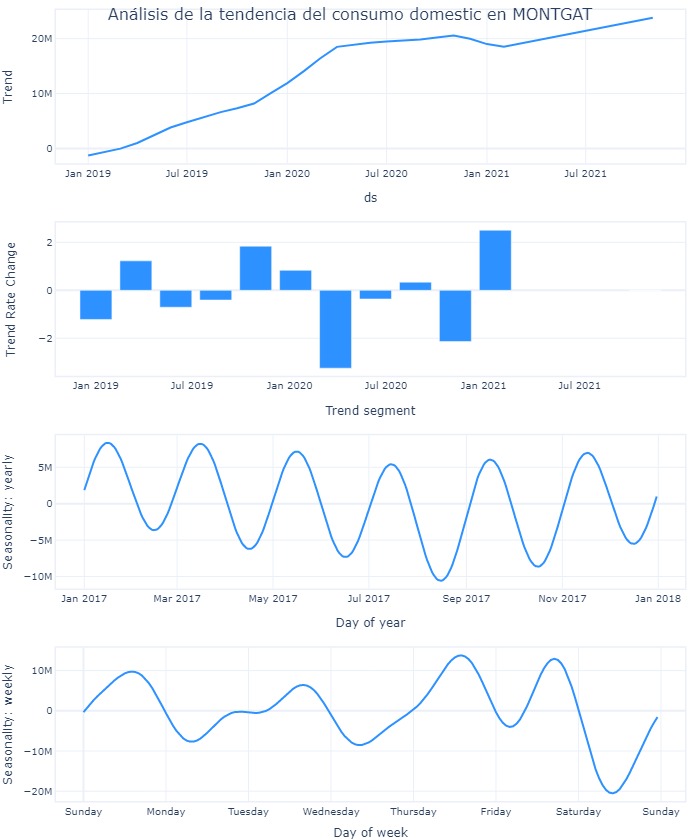 Análisis de la tendencia del consumo domestic en MONTGAT
Trend
20M
10M
0
Jan 2019
Jul 2019
Jan 2020
Jul 2020
Jan 2021
Jul 2021
ds
Trend Rate Change
2
0
−2
Jan 2019
Jul 2019
Jan 2020
Jul 2020
Jan 2021
Jul 2021
Trend segment
Seasonality: yearly
5M
0
−5M
−10M
Jan 2017
Mar 2017
May 2017
Jul 2017
Sep 2017
Nov 2017
Jan 2018
Day of year
Seasonality: weekly
10M
0
−10M
−20M
Sunday
Monday
Tuesday
Wednesday
Thursday
Friday
Saturday
Sunday
Day of week